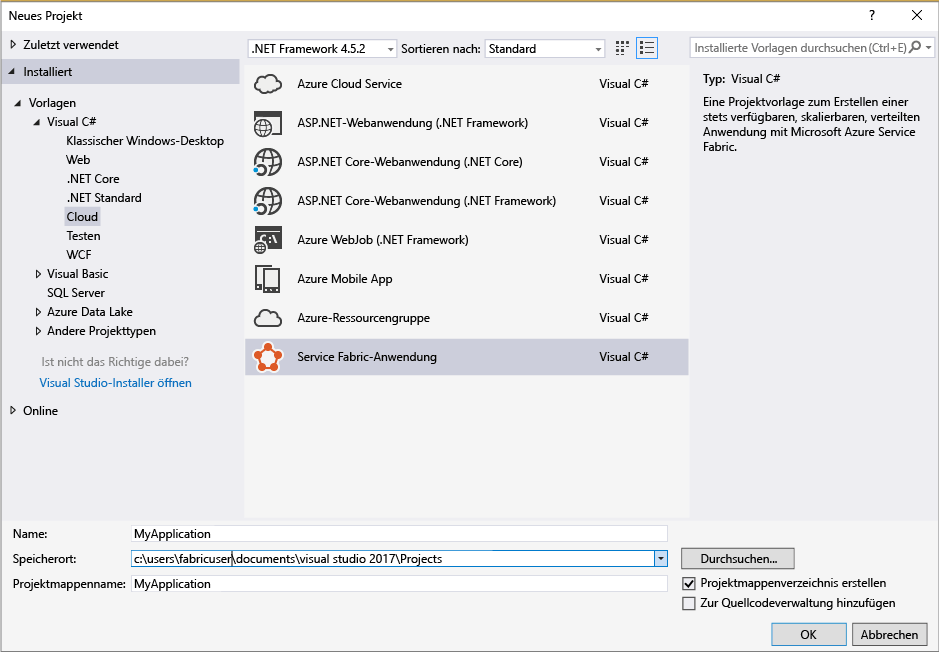 Neues Projekt
?
Zuletzt verwendet
.NET Framework 4.5.2
Sortieren nach:
Standard
Installierte Vorlagen durchsuchen (Ctrl+E)
Installiert
Vorlagen
Visual C#
Klassischer Windows-Desktop
Web
.NET Core
.NET Standard
Cloud
Testen
WCF
Visual Basic
SQL Server
Azure Data Lake
Andere Projekttypen
Ist nicht das Richtige dabei?
Visual Studio-Installer öffnen
Online
Azure Cloud Service Visual C#
ASP.NET-Webanwendung (.NET Framework) Visual C#
ASP.NET Core-Webanwendung (.NET Core) Visual C#
ASP.NET Core-Webanwendung (.NET Framework) Visual C#
C:\
Azure WebJob (.NET Framework) Visual C#
Azure Mobile App Visual C#
Azure-Ressourcengruppe Visual C#
Service Fabric-Anwendung Visual C#
Typ: Visual C#
Eine Projektvorlage zum Erstellen einer
stets verfügbaren, skalierbaren, verteilten
Anwendung mit Microsoft Azure Service
Fabric.
Name: MyApplication
Speicherort: c:\users\fabricuser\documents\visual studio 2017\Projects
Durchsuchen...
Projektmappenname: MyApplication
Projektmappenverzeichnis erstellen
Zur Quellcodeverwaltung hinzufügen
OK
Abbrechen